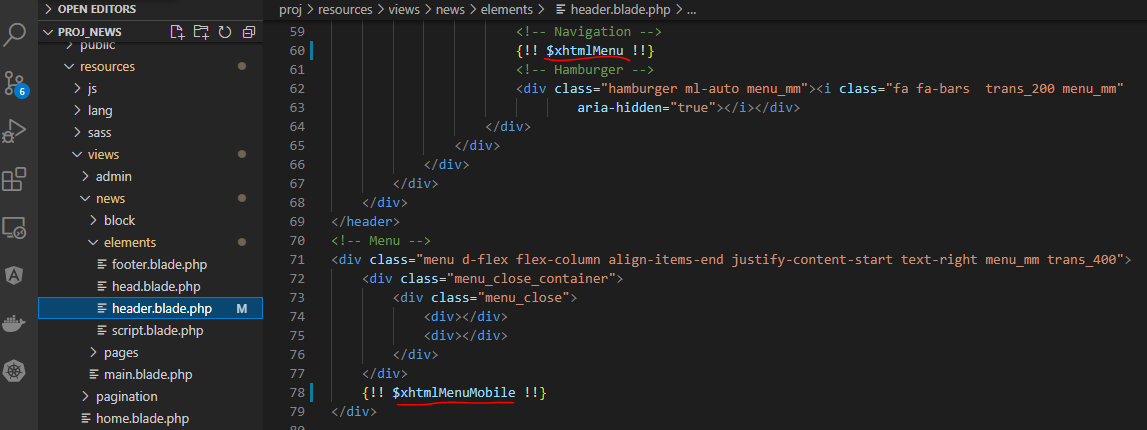 OPEN EDITORS
PROJ_NEWS
public
resources
js
lang
sass
views
admin
news
block
elements
footer.blade.php
head.blade.php
header.blade.php M
script.blade.php
pages
main.blade.php
pagination
home.blade.php
6
proj > resources > views > news > elements > header.blade.php > ...
59 <!-- Navigation -->
60 {!! $xhtmlMenu !!}
61 <!-- Hamburger -->
62 <div class="hamburger ml-auto menu_mm"><i class="fa fa-bars  trans_200 menu_mm"
63 aria-hidden="true"></i></div>
64 </div>
65 </div>
66 </div>
67 </div>
68 </div>
69 </header>
70 <!-- Menu -->
71 <div class="menu d-flex flex-column align-items-end justify-content-start text-right menu_mm trans_400">
72 <div class="menu_close_container">
73 <div class="menu_close">
74 <div></div>
75 <div></div>
76 </div>
77 </div>
78 {!! $xhtmlMenuMobile !!}
79 </div>